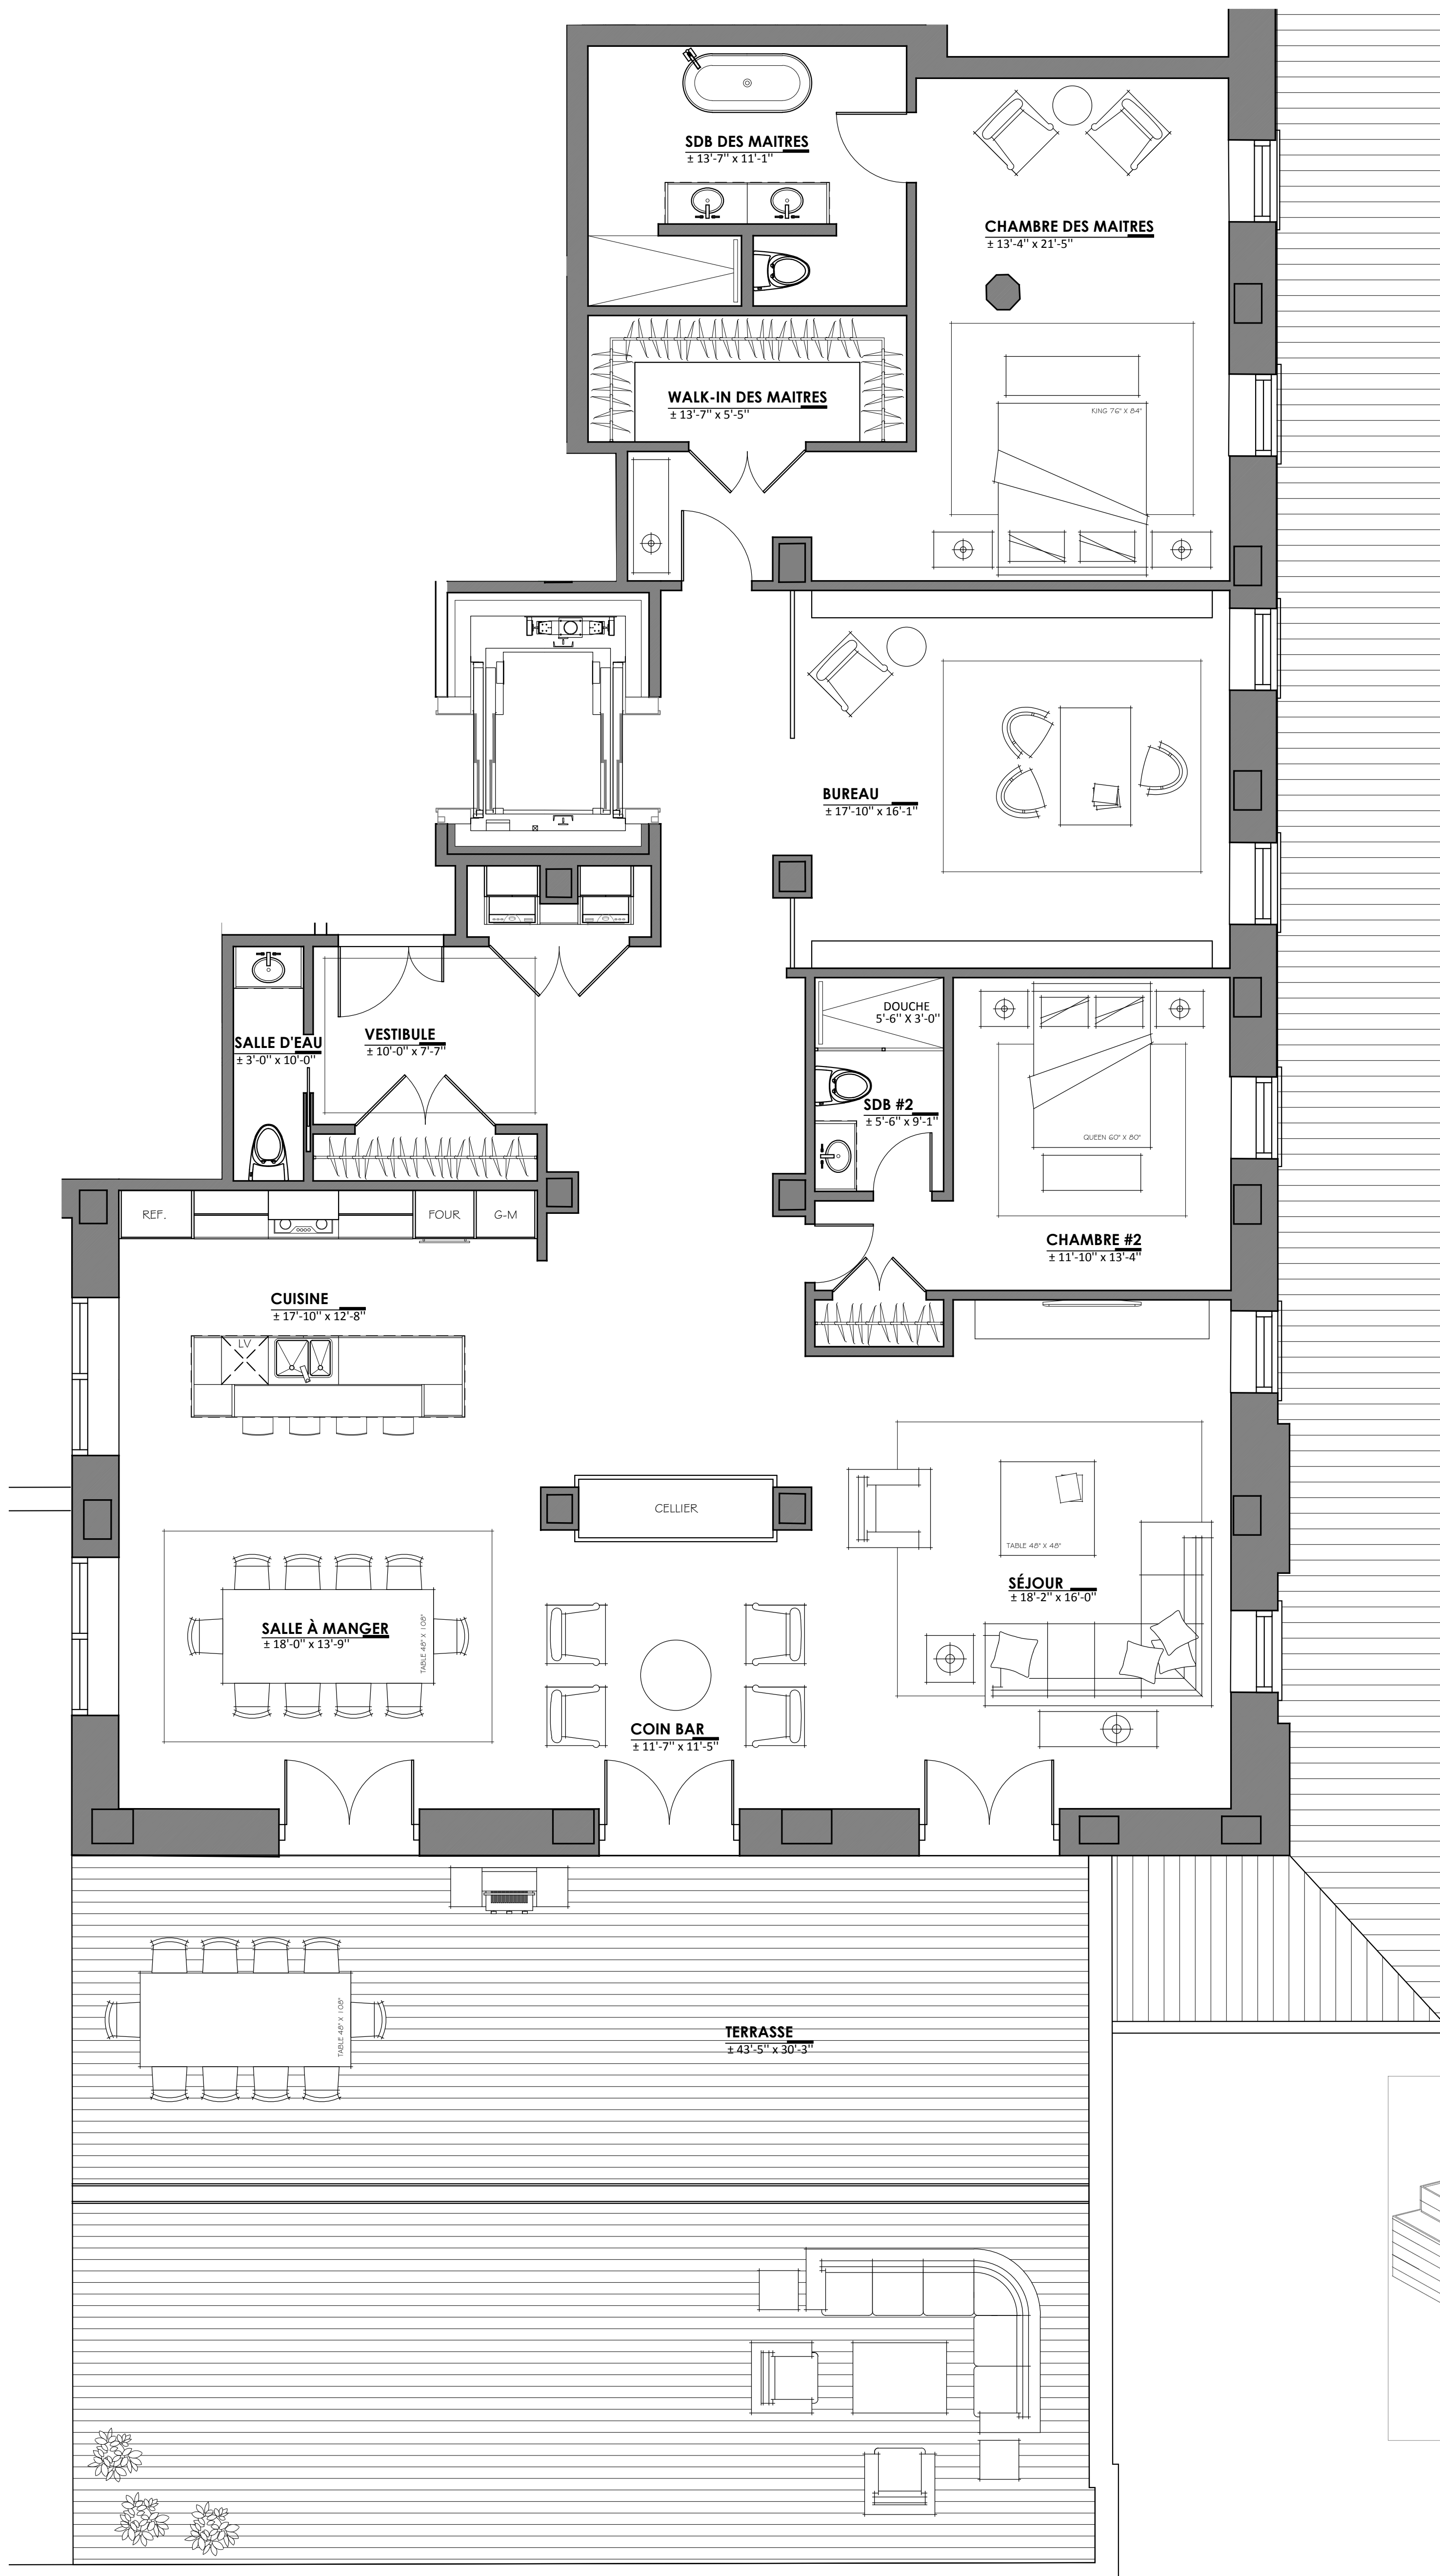 SDB DES MAITRES
± 13'-7" x 11'-1"
CHAMBRE DES MAITRES
± 13'-4" x 21'-5"
WALK-IN DES MAITRES
± 13'-7" x 5'-5"
KING 76" X 84"
BUREAU
± 17'-10" x 16'-1"
DOUCHE
5'-6" X 3'-0"
SALLE D'EAU
± 3'-0" x 10'-0"
VESTIBULE
± 10'-0" x 7'-7"
SDB #2
± 5'-6" x 9'-1"
QUEEN 60" X 80"
REF.
FOUR
G-M
CHAMBRE #2
± 11'-10" x 13'-4"
CUISINE
± 17'-10" x 12'-8"
LV
CELLIER
TABLE 48" X 48"
SÉJOUR
± 18'-2" x 16'-0"
SALLE À MANGER
± 18'-0" x 13'-9"
TABLE 48" X 108"
COIN BAR
± 11'-7" x 11'-5"
TERRASSE
± 43'-5" x 30'-3"
TABLE 48" X 108"